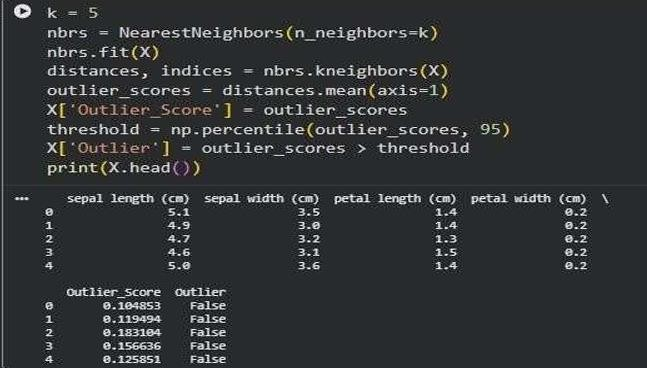 k = 5
nbrs = NearestNeighbors(n_neighbors=k)
nbrs.fit(X)
distances, indices = nbrs.kneighbors(X)
outlier_scores = distances.mean(axis=1)
X['Outlier_Score'] = outlier_scores
threshold = np.percentile(outlier_scores, 95)
X['Outlier'] = outlier_scores > threshold
print(X.head())
... sepal length (cm) sepal width (cm) petal length (cm) petal width (cm) \
0 5.1 3.5 1.4 0.2
1 4.9 3.0 1.4 0.2
2 4.7 3.2 1.3 0.2
3 4.6 3.1 1.5 0.2
4 5.0 3.6 1.4 0.2
Outlier_Score Outlier
0 0.104853 False
1 0.119494 False
2 0.183104 False
3 0.156636 False
4 0.125851 False